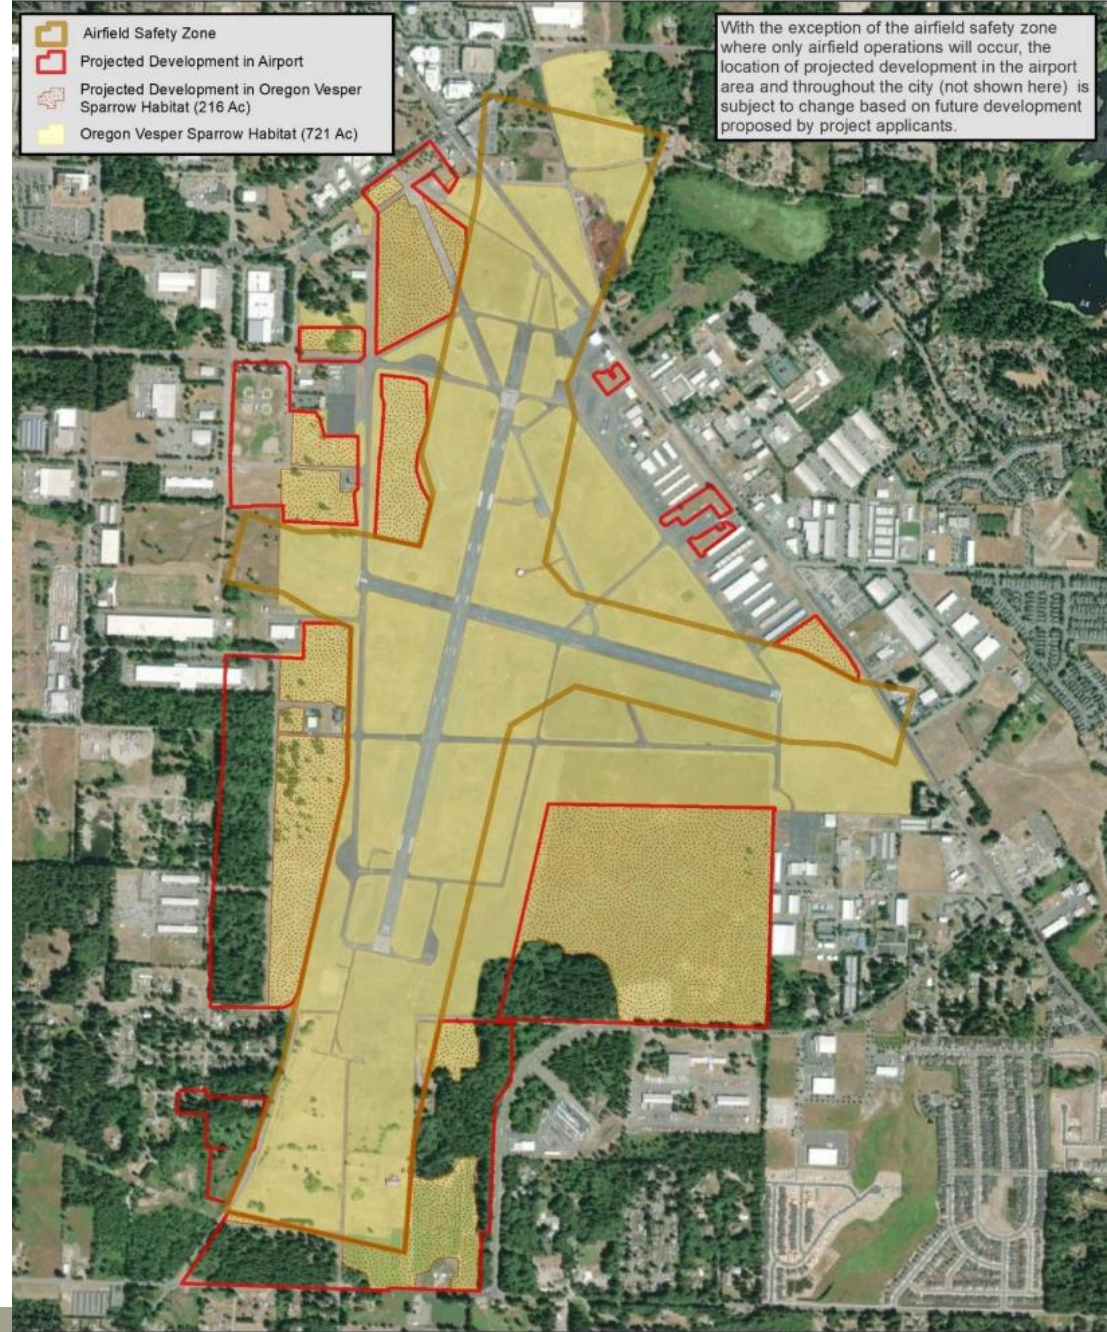 Airfield Safety Zone
Projected Development in Airport
Projected Development in Oregon Vesper
Sparrow Habitat (216 Ac)
Oregon Vesper Sparrow Habitat (721 Ac)
With the exception of the airfield safety zone
where only airfield operations will occur, the
location of projected development in the airport
area and throughout the city (not shown here) is
subject to change based on future development
proposed by project applicants.